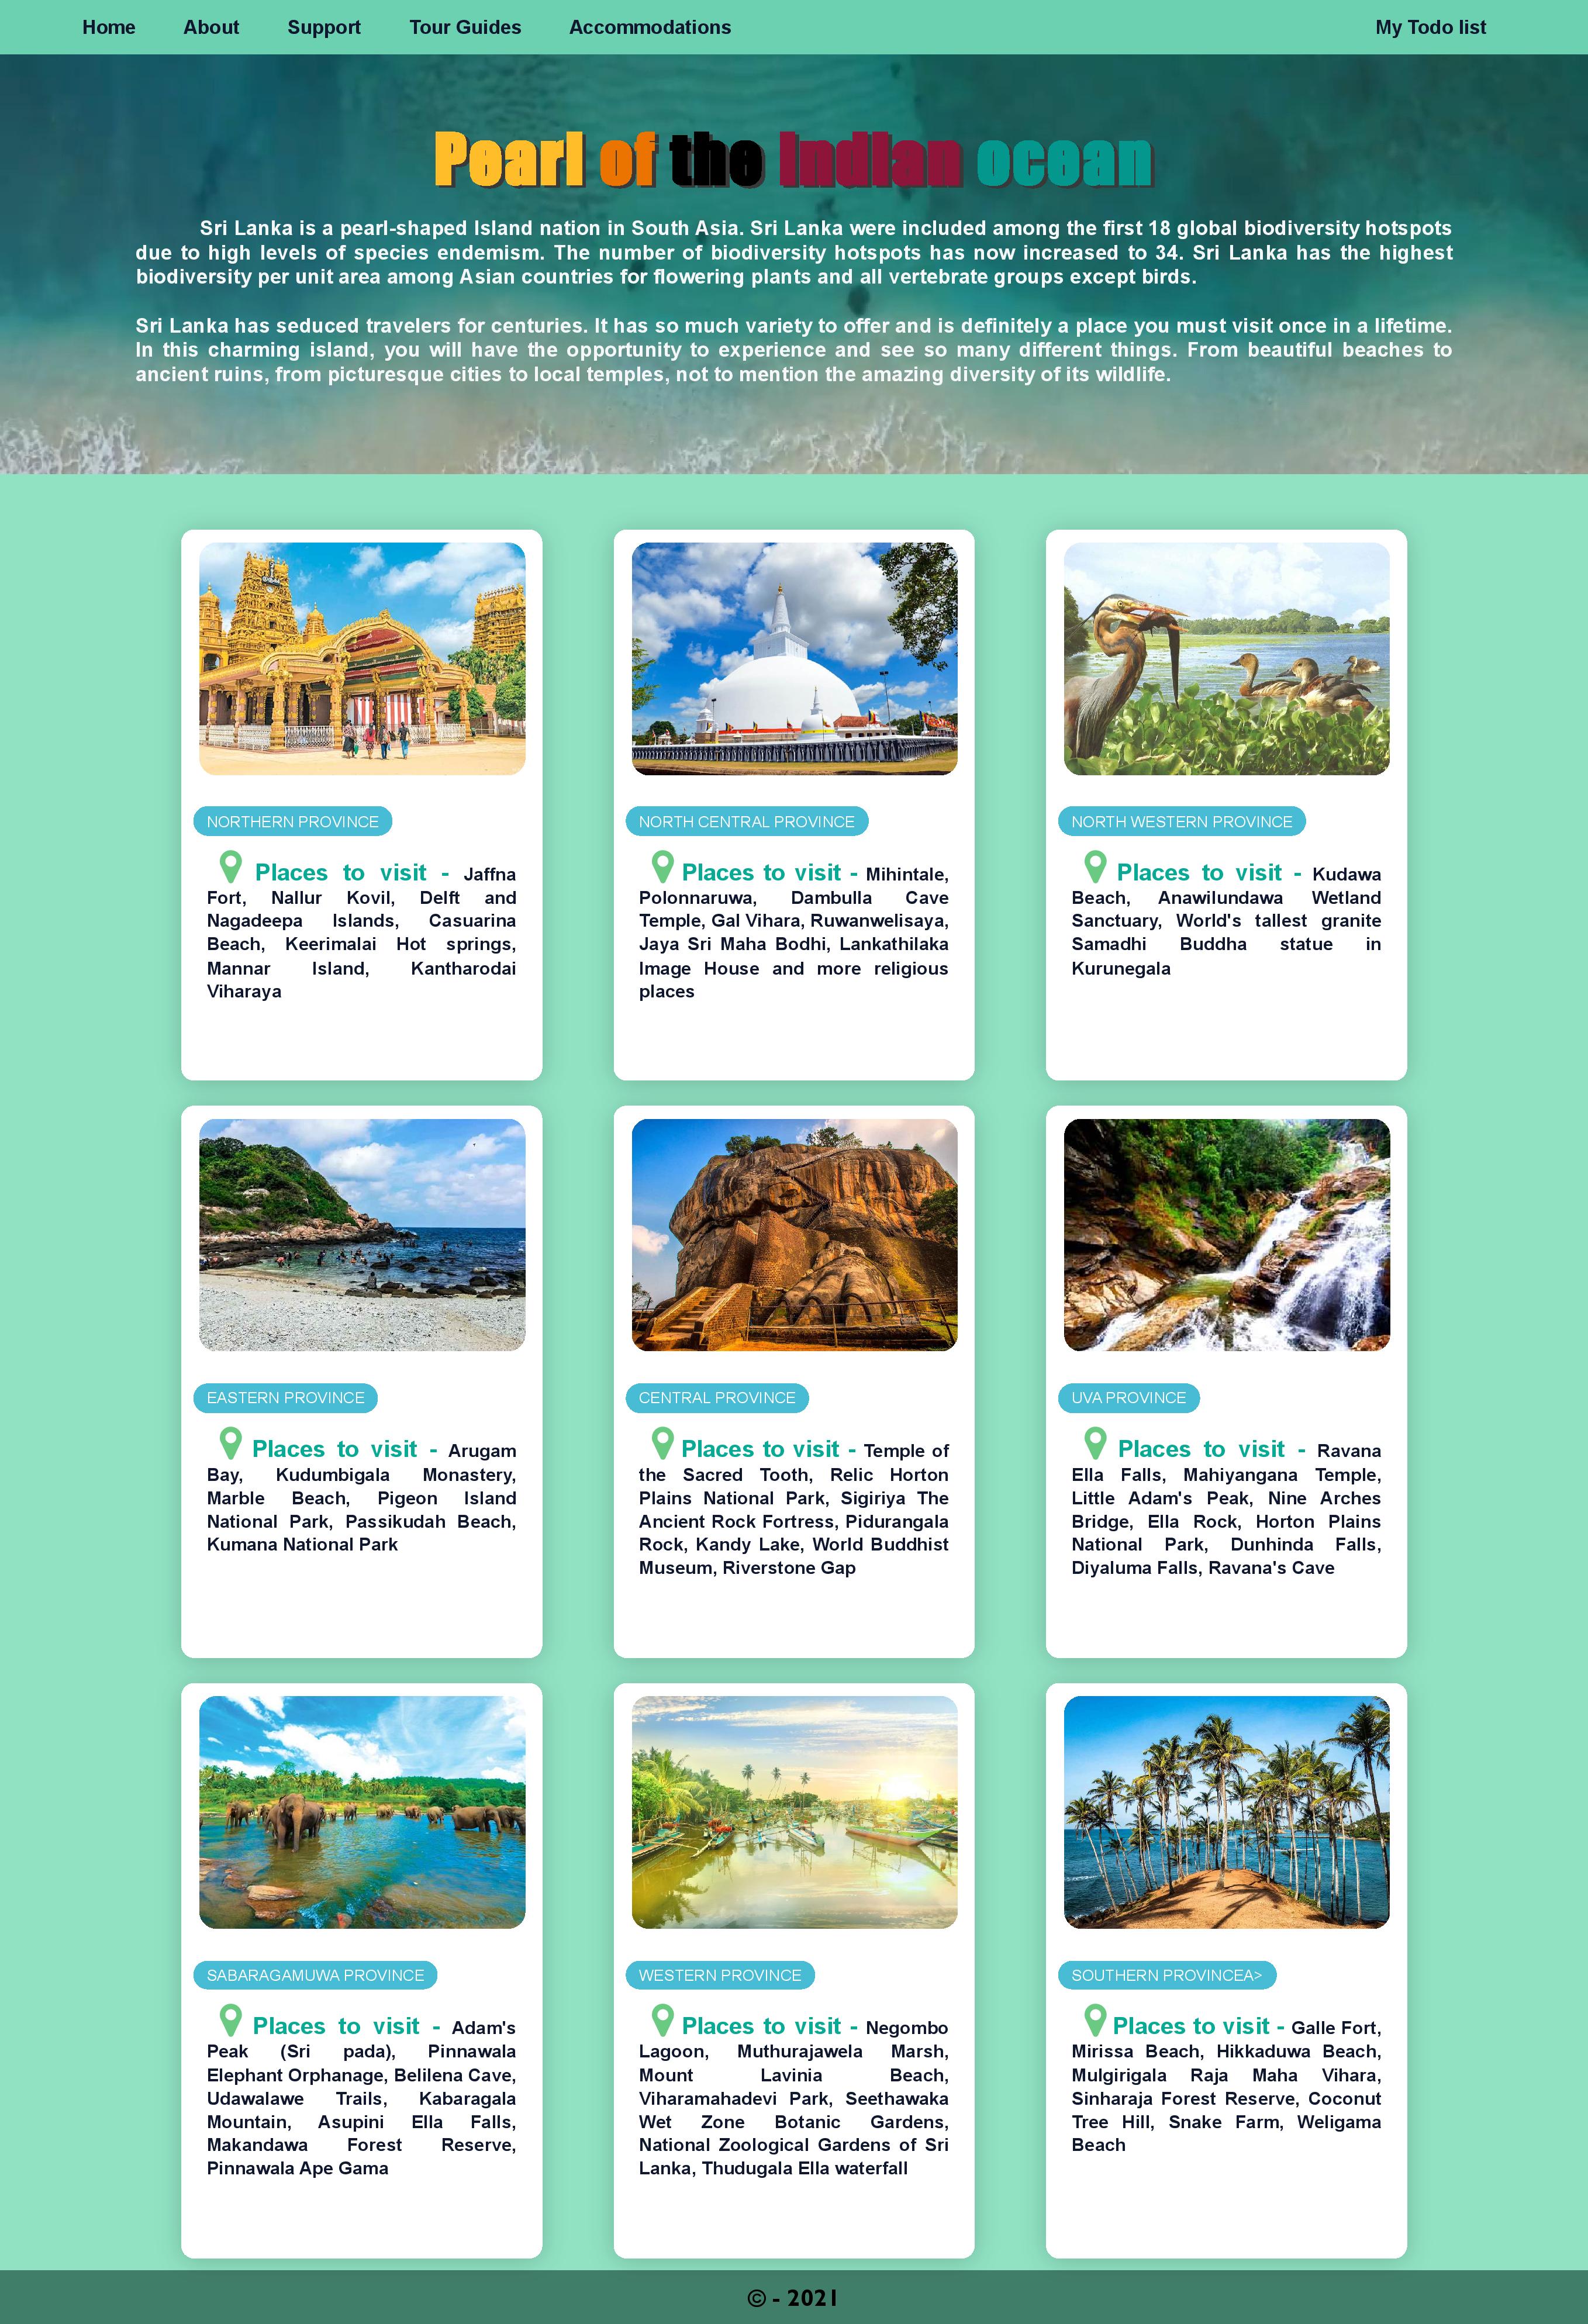 Home About Support Tour Guides Accommodations My Todo list
Pearl of the Indian ocean
Sri Lanka is a pearl-shaped Island nation in South Asia. Sri Lanka were included among the first 18 global biodiversity hotspots
due to high levels of species endemism. The number of biodiversity hotspots has now increased to 34. Sri Lanka has the highest
biodiversity per unit area among Asian countries for flowering plants and all vertebrate groups except birds.
Sri Lanka has seduced travelers for centuries. It has so much variety to offer and is definitely a place you must visit once in a lifetime.
In this charming island, you will have the opportunity to experience and see so many different things. From beautiful beaches to
ancient ruins, from picturesque cities to local temples, not to mention the amazing diversity of its wildlife.
NORTHERN PROVINCE
Places to visit - Jaffna
Fort, Nallur Kovil, Delft and
Nagadeepa Islands, Casuarina
Beach, Keerimalai Hot springs,
Mannar Island, Kantharodai
Viharaya
NORTH CENTRAL PROVINCE
Places to visit - Mihintale,
Polonnaruwa, Dambulla Cave
Temple, Gal Vihara, Ruwanwelisaya,
Jaya Sri Maha Bodhi, Lankathilaka
Image House and more religious
places
NORTH WESTERN PROVINCE
Places to visit - Kudawa
Beach, Anawilundawa Wetland
Sanctuary, World's tallest granite
Samadhi Buddha statue in
Kurunegala
EASTERN PROVINCE
Places to visit - Arugam
Bay, Kudumbigala Monastery,
Marble Beach, Pigeon Island
National Park, Passikudah Beach,
Kumana National Park
CENTRAL PROVINCE
Places to visit - Temple of
the Sacred Tooth, Relic Horton
Plains National Park, Sigiriya The
Ancient Rock Fortress, Pidurangala
Rock, Kandy Lake, World Buddhist
Museum, Riverstone Gap
UVA PROVINCE
Places to visit - Ravana
Ella Falls, Mahiyangana Temple,
Little Adam's Peak, Nine Arches
Bridge, Ella Rock, Horton Plains
National Park, Dunhinda Falls,
Diyaluma Falls, Ravana's Cave
SABARAGAMUWA PROVINCE
Places to visit - Adam's
Peak (Sri pada), Pinnawala
Elephant Orphanage, Belilena Cave,
Udawalawe Trails, Kabaragala
Mountain, Asupini Ella Falls,
Makandawa Forest Reserve,
Pinnawala Ape Gama
WESTERN PROVINCE
Places to visit - Negombo
Lagoon, Muthurajawela Marsh,
Mount Lavinia Beach,
Viharamahadevi Park, Seethawaka
Wet Zone Botanic Gardens,
National Zoological Gardens of Sri
Lanka, Thudugala Ella waterfall
SOUTHERN PROVINCEA>
Places to visit - Galle Fort,
Mirissa Beach, Hikkaduwa Beach,
Mulgirigala Raja Maha Vihara,
Sinharaja Forest Reserve, Coconut
Tree Hill, Snake Farm, Weligama
Beach
© - 2021